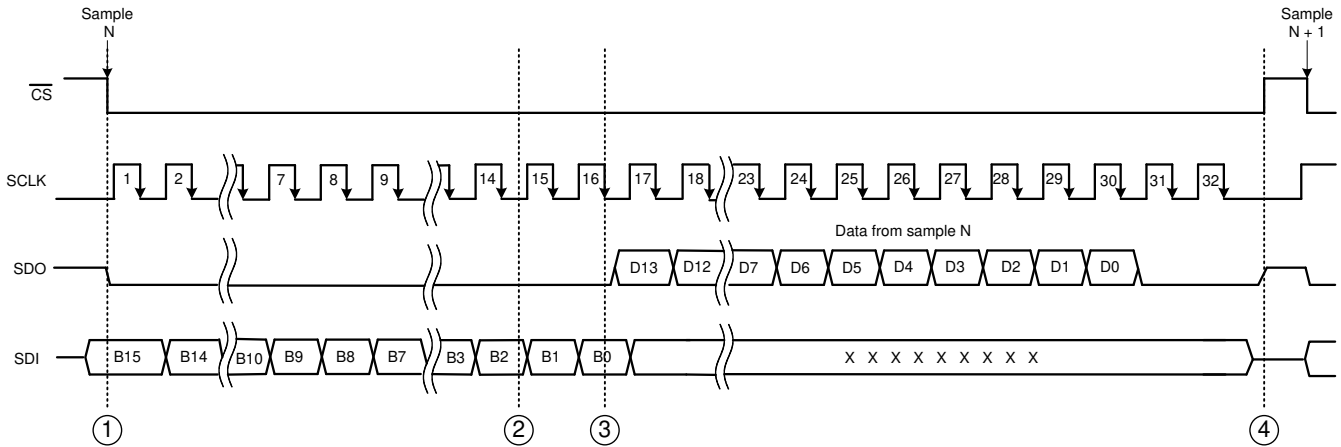 Sample
N
Sample
N + 1
CS
SCLK
1 2 7 8 9 14 15 16 17 18 23 24 25 26 27 28 29 30 31 32
Data from sample N
SDO
D13 D12 D7 D6 D5 D4 D3 D2 D1 D0
SDI
B15 B14 B10 B9 B8 B7 B3 B2 B1 B0 X X X X X X X X X
1 2 3 4